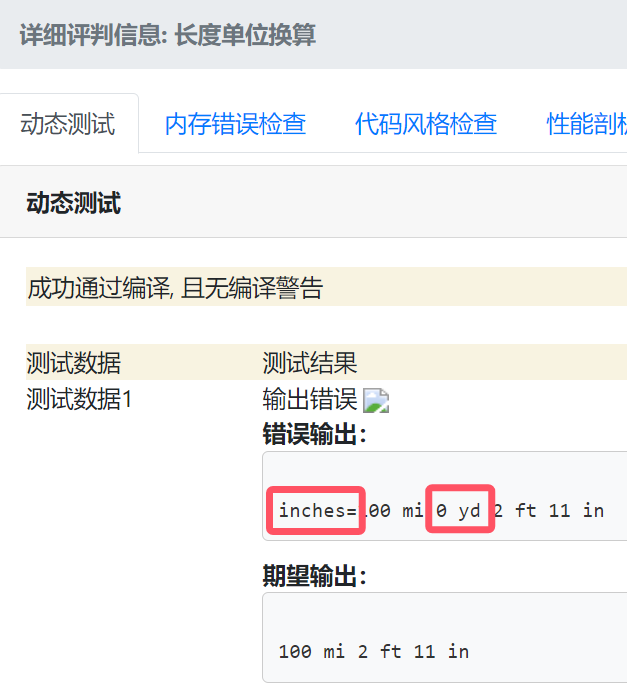 详细评判信息: 长度单位换算
动态测试 内存错误检查 代码风格检查 性能剖
动态测试
成功通过编译, 且无编译警告
测试数据 测试结果
测试数据1 输出错误
错误输出：
inches=100 mi 0 yd 2 ft 11 in
期望输出：
100 mi 2 ft 11 in